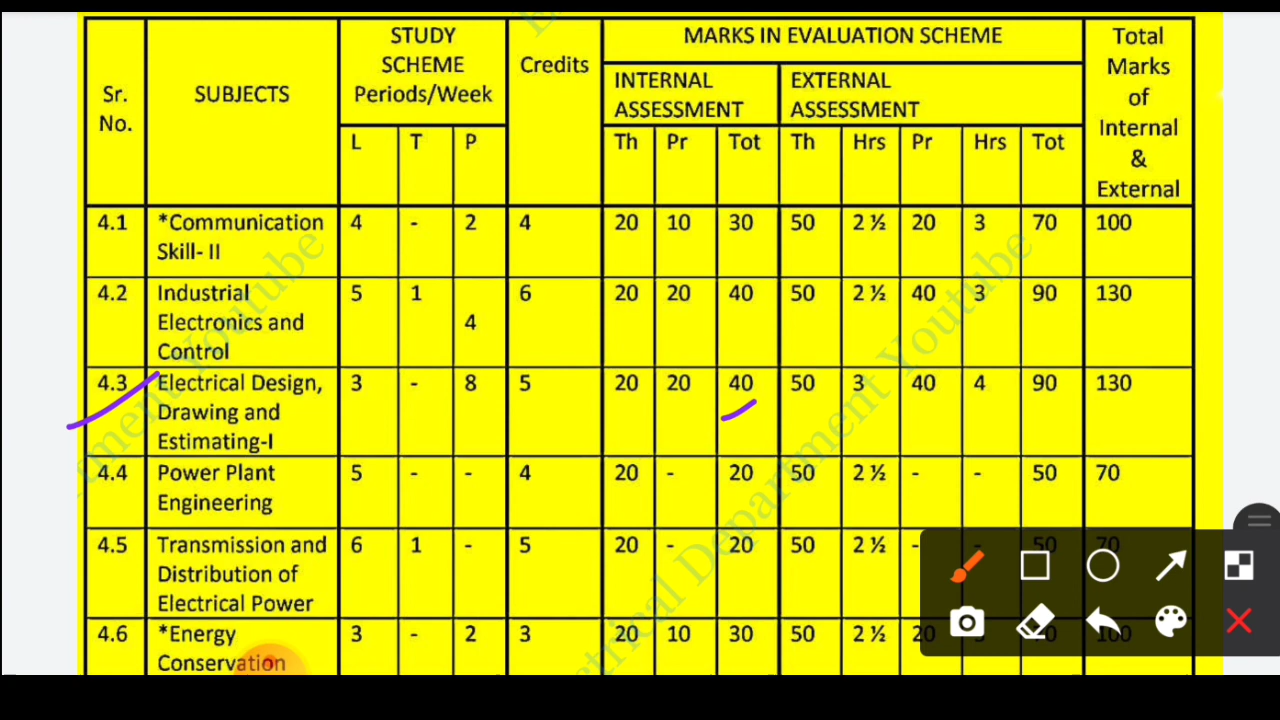 STUDY
SCHEME
Periods/Week
MARKS IN EVALUATION SCHEME
Total
Marks
of
Internal
&
External
Sr.
No.
SUBJECTS
Credits
INTERNAL
ASSESSMENT
EXTERNAL
ASSESSMENT
L T P Th Pr Tot Th Hrs Pr Hrs Tot
4.1 *Communication 4 - 2 4 20 10 30 50 2 ½ 20 3 70 100
Skill- II
4.2 Industrial 5 1 6 20 20 40 50 2 ½ 40 3 90 130
Electronics and 4
Control
4.3 Electrical Design, 3 - 8 5 20 20 40 50 3 40 4 90 130
Drawing and
Estimating-I
4.4 Power Plant 5 - - 4 20 - 20 50 2 ½ - - 50 70
Engineering
4.5 Transmission and 6 1 - 5 20 - 20 50 2 ½ - - 50 70
Distribution of
Electrical Power
4.6 *Energy 3 - 2 3 20 10 30 50 2 ½ 20 100
Conservation
Electrical Department Youtube